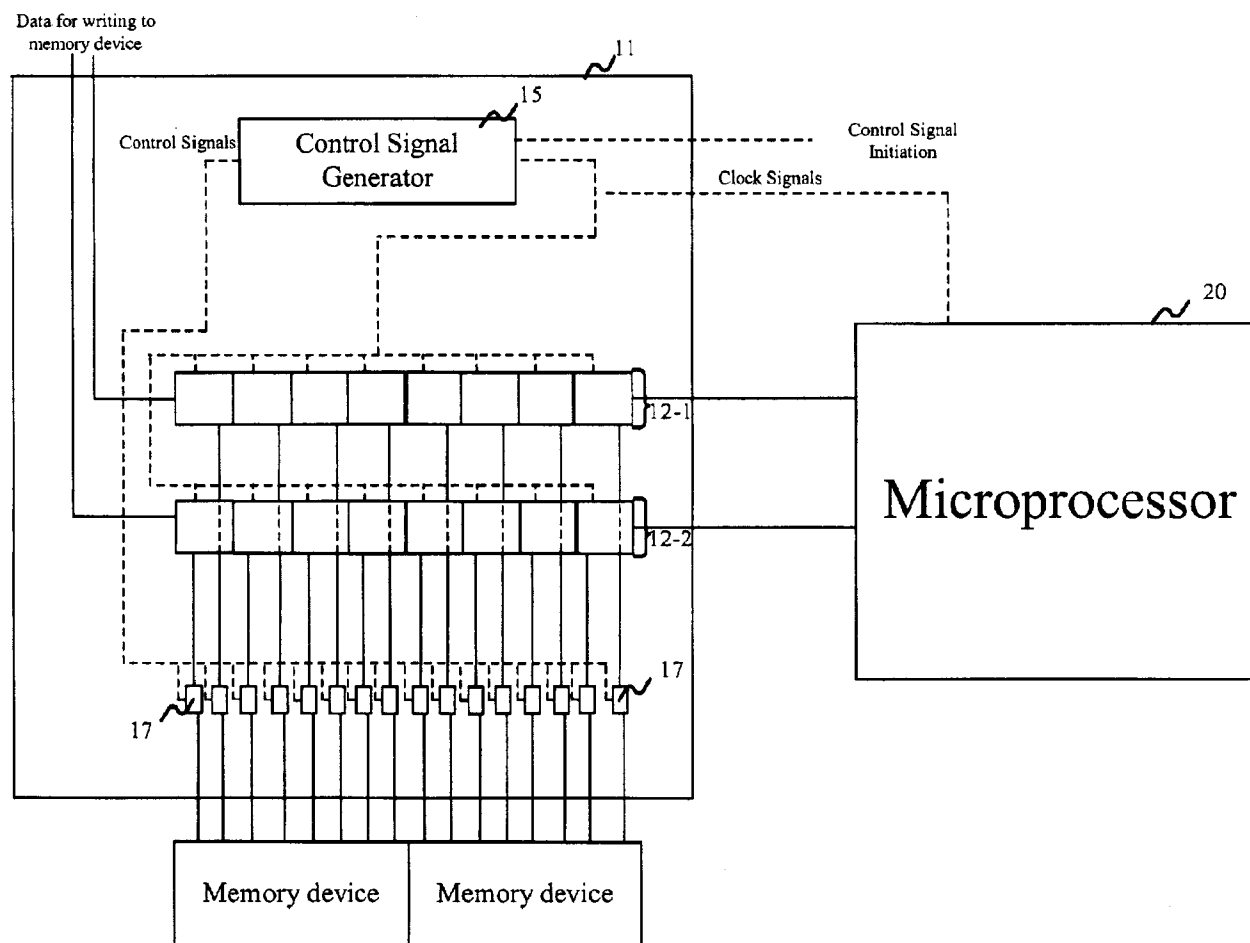 Data for writing to
memory device
11
15
Control Signals
Control Signal
Generator
Control Signal
Initiation
Clock Signals
20
12-1
Microprocessor
12-2
17
17
Memory device
Memory device